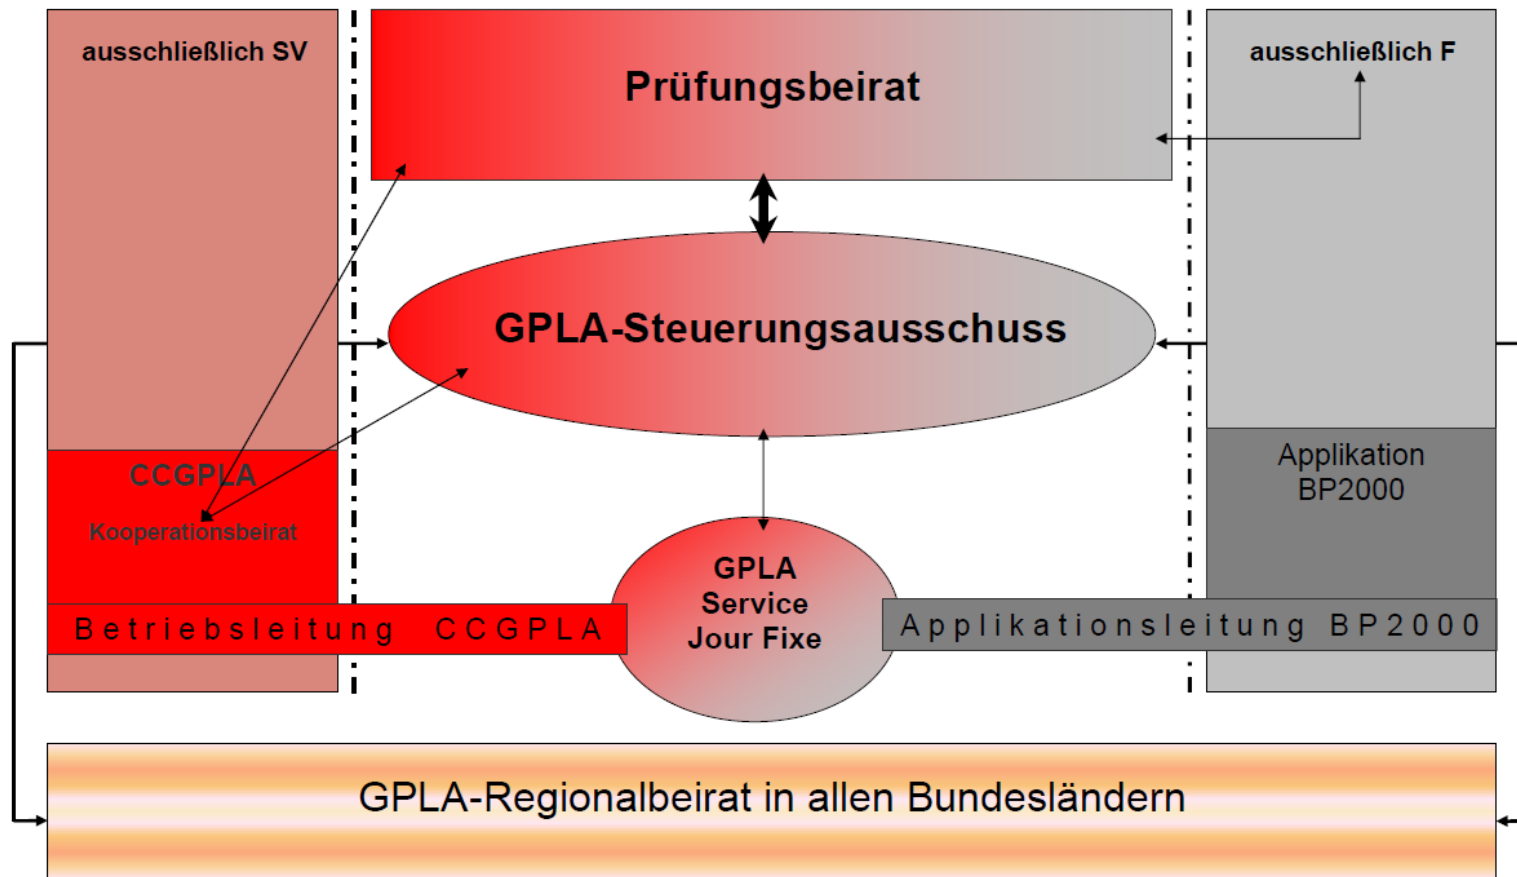 ausschließlich SV
Prüfungsbeirat
ausschließlich F
GPLA-Steuerungsausschuss
CCGPLA
Kooperationsbeirat
Applikation
BP2000
GPLA
Service
Jour Fixe
Betriebsleitung CCGPLA
Applikationsleitung BP2000
GPLA-Regionalbeirat in allen Bundesländern